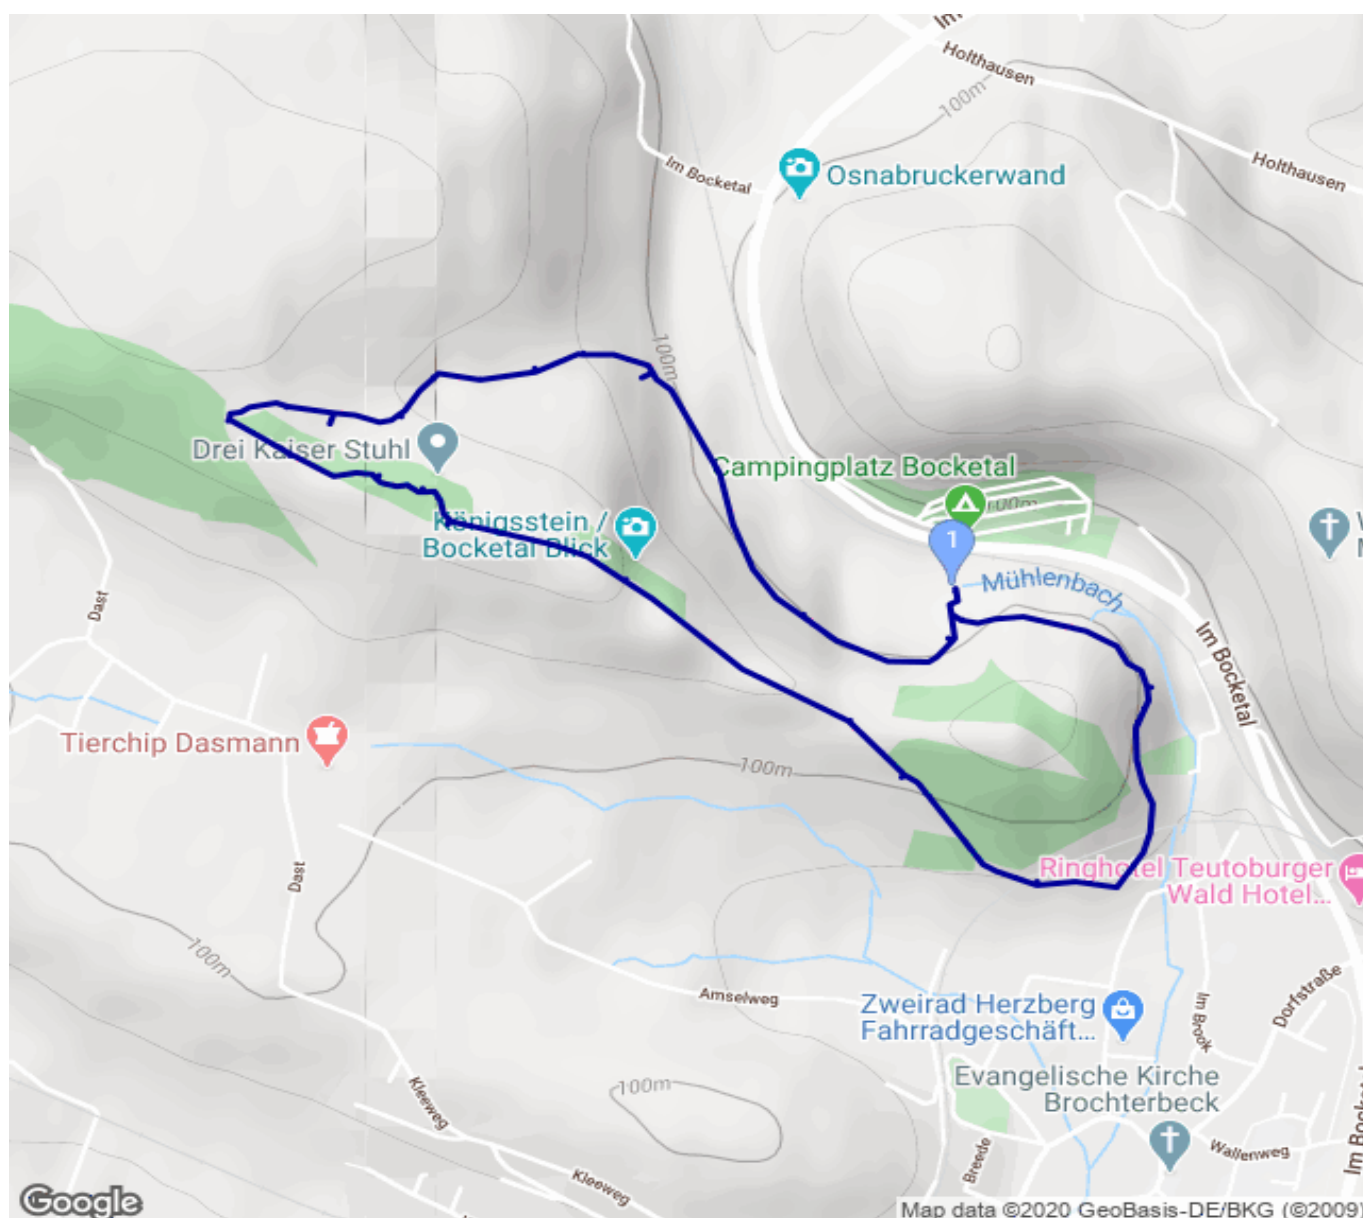 Holthausen
100m
Holthausen
Im Bocketal
Osnabruckerwand
100m
Drei Kaiser Stuhl
Campingplatz Bocketal
100m
Königsstein /
Bocketal Blick
1
Mühlenbach
Dast
Im Bocketal
Tierchip Dasmann
100m
Dast
Ringhotel Teutoburger
Wald Hotel...
100m
Amselweg
Zweirad Herzberg
Fahrradgeschäft...
Im Brook
Dorfstraße
100m
Kleeweg
Evangelische Kirche
Brochterbeck
Breede
Wallenweg
Kleeweg
Google
Map data ©2020 GeoBasis-DE/BKG (©2009)